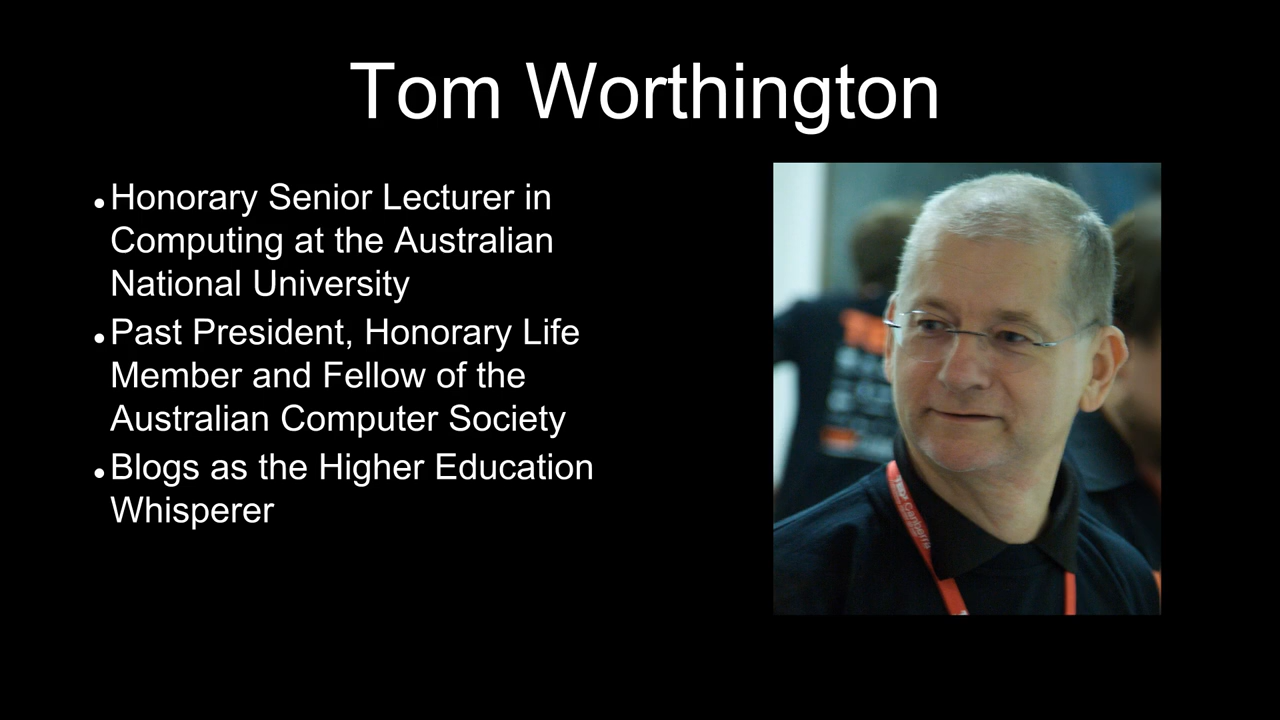 Tom Worthington
● Honorary Senior Lecturer in
Computing at the Australian
National University
● Past President, Honorary Life
Member and Fellow of the
Australian Computer Society
● Blogs as the Higher Education
Whisperer
Canberra